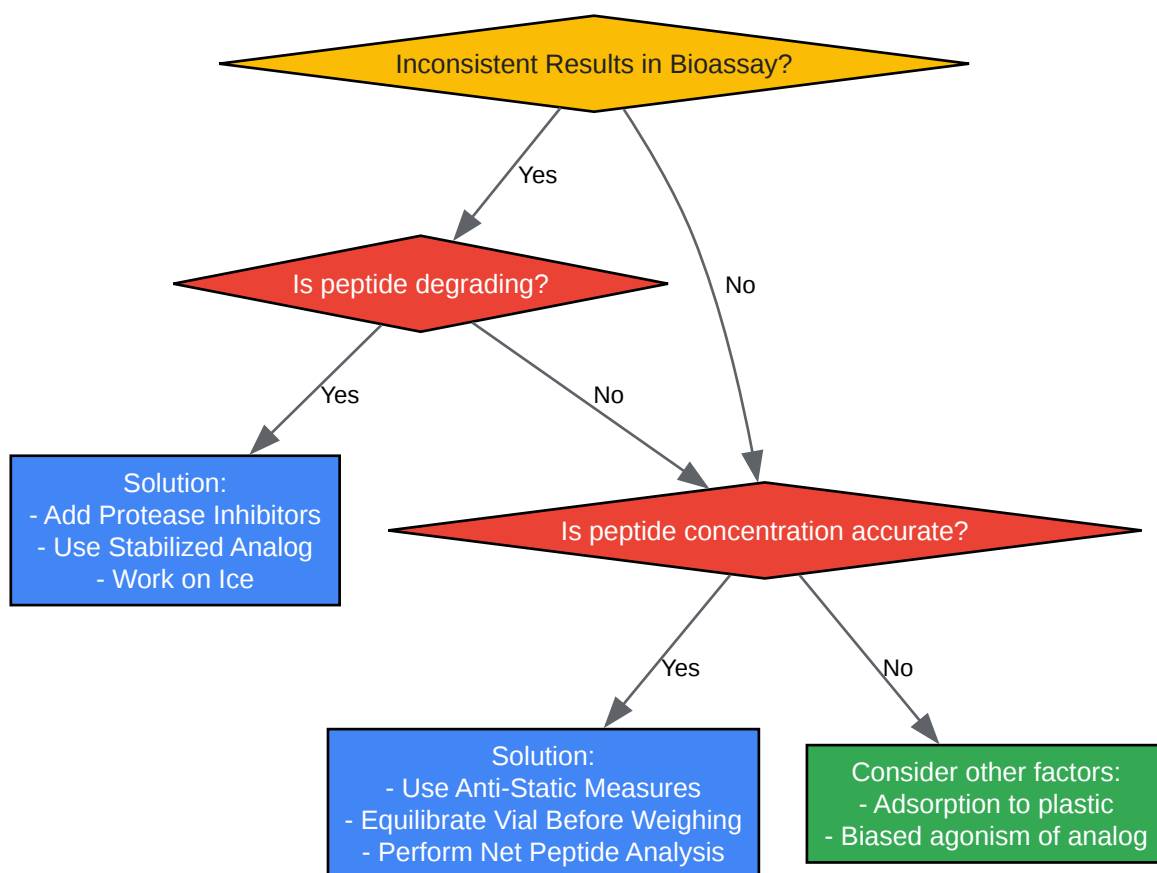 Inconsistent Results in Bioassay?
Yes
No
Is peptide degrading?
Yes
No
Solution:
- Add Protease Inhibitors
- Use Stabilized Analog
- Work on Ice
Is peptide concentration accurate?
Yes
No
Solution:
- Use Anti-Static Measures
- Equilibrate Vial Before Weighing
- Perform Net Peptide Analysis
Consider other factors:
- Adsorption to plastic
- Biased agonism of analog